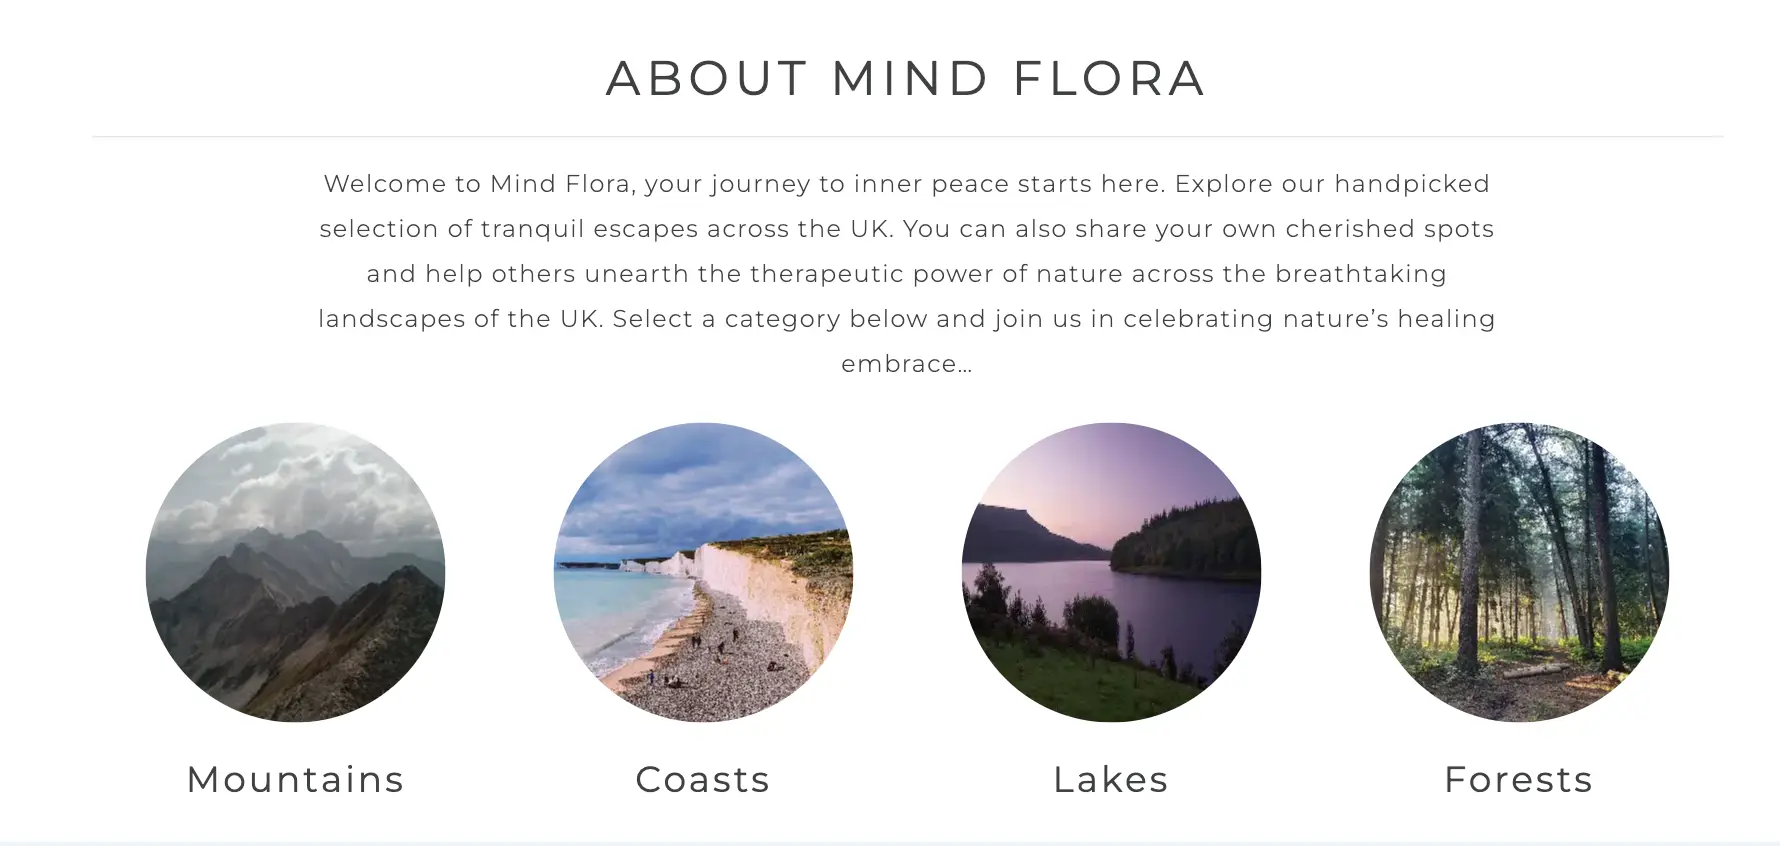 ABOUT MIND FLORA
Welcome to Mind Flora, your journey to inner peace starts here. Explore our handpicked
selection of tranquil escapes across the UK. You can also share your own cherished spots
and help others unearth the therapeutic power of nature across the breathtaking
landscapes of the UK. Select a category below and join us in celebrating nature’s healing
embrace…
Mountains
Coasts
Lakes
Forests